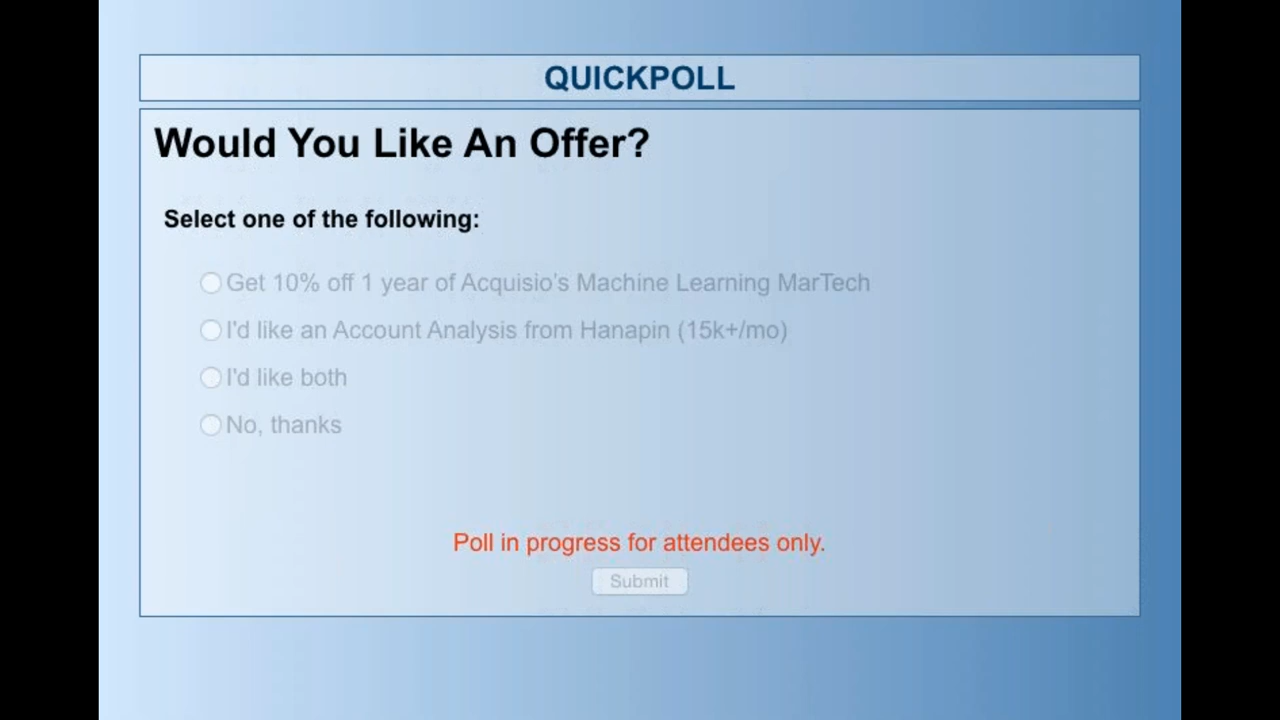 QUICKPOLL
Would You Like An Offer?
Select one of the following:
Get 10% off 1 year of Acquisio's Machine Learning MarTech
I'd like an Account Analysis from Hanapin (15k+/mo)
I'd like both
No, thanks
Poll in progress for attendees only.
Submit